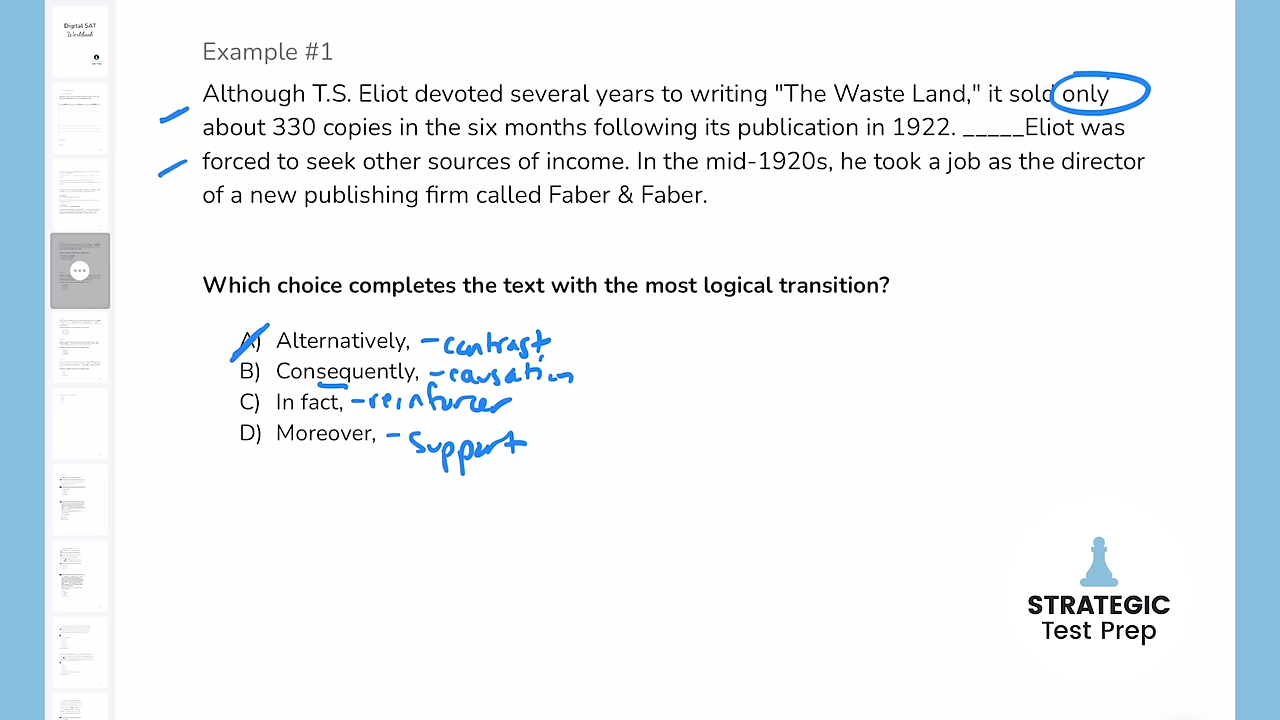 Digital SAT
Workbook
Example #1
Although T.S. Eliot devoted several years to writing "The Waste Land," it sold only
about 330 copies in the six months following its publication in 1922. _____Eliot was
forced to seek other sources of income. In the mid-1920s, he took a job as the director
of a new publishing firm called Faber & Faber.
Which choice completes the text with the most logical transition?
A) Alternatively, - contrast
B) Consequently, - causation
C) In fact, - reinforcer
D) Moreover, - support
STRATEGIC
Test Prep